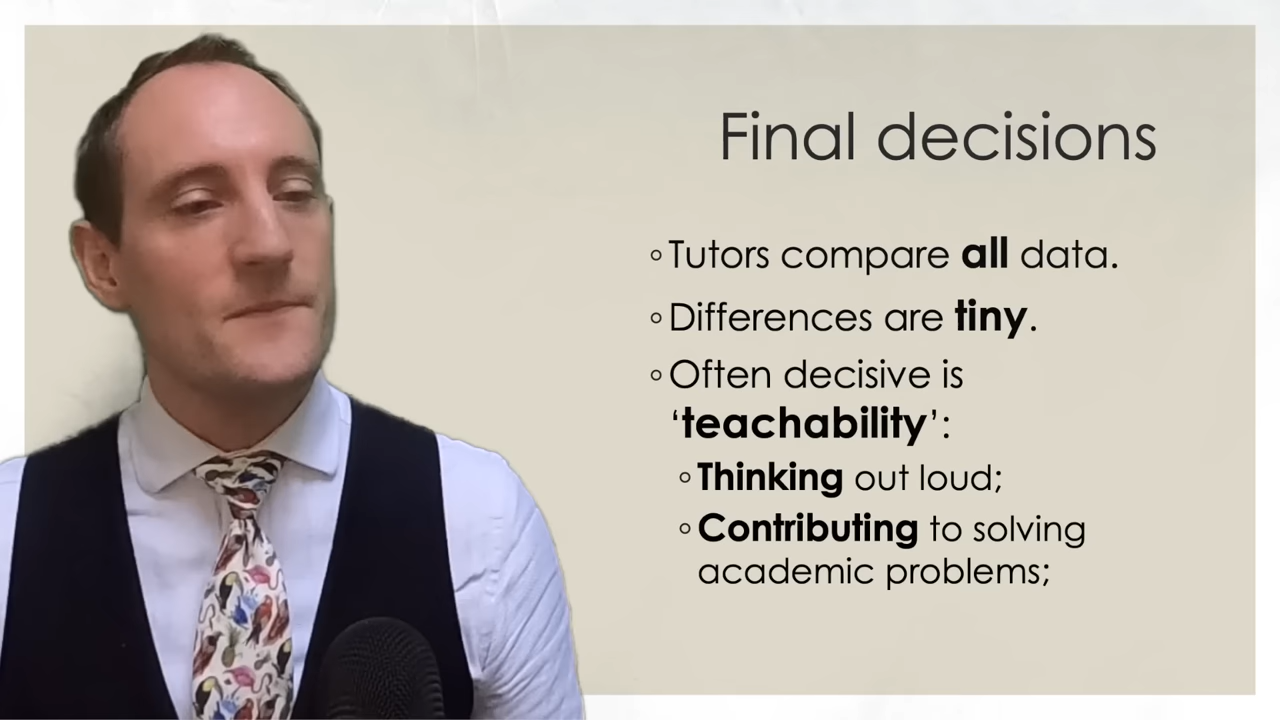 Final decisions
◦Tutors compare all data.
◦Differences are tiny.
◦Often decisive is
‘teachability’:
◦Thinking out loud;
◦Contributing to solving
academic problems;